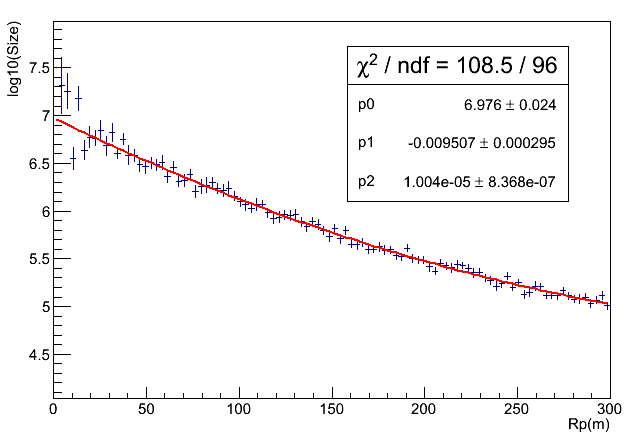 log10(Size)
χ² / ndf = 108.5 / 96
p0 6.976 ± 0.024
p1 -0.009507 ± 0.000295
p2 1.004e-05 ± 8.368e-07
7.5
7
6.5
6
5.5
5
4.5
0 50 100 150 200 250 300
Rp(m)